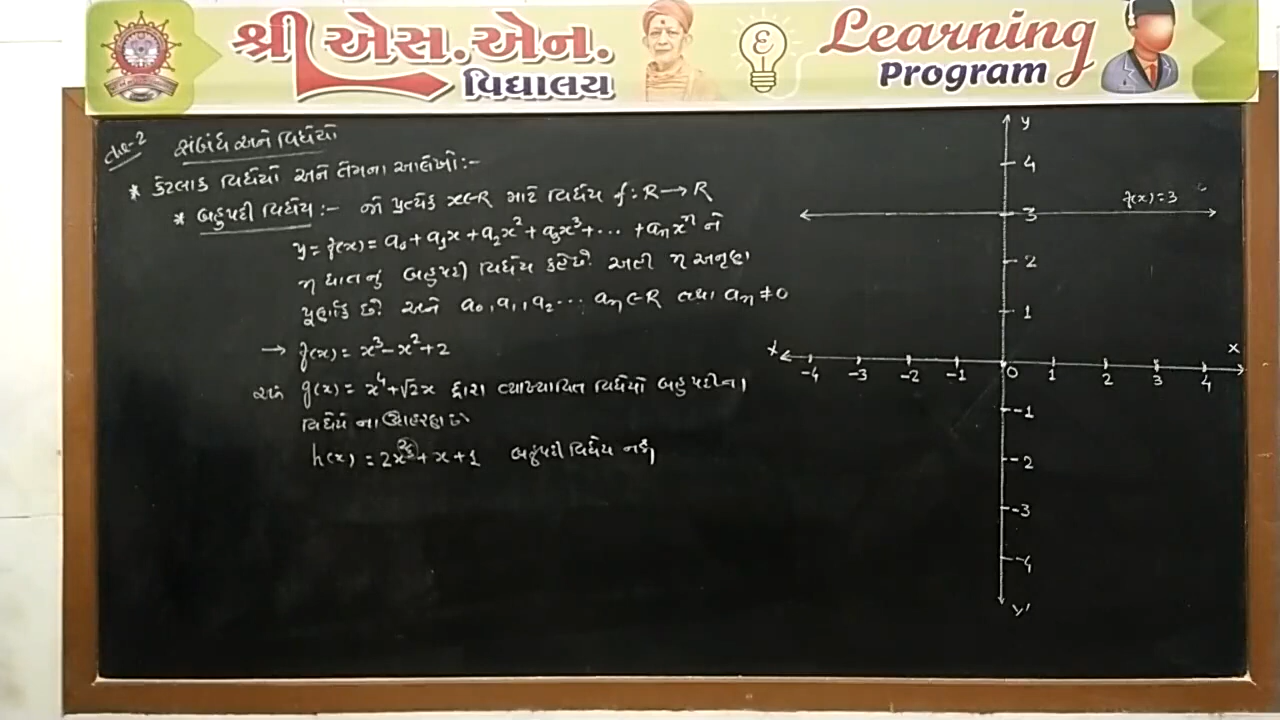 શ્રી એસ.એન.
વિદ્યાલય
Learning
Program
સંબંધ અને વિધેયો
* કેટલાક વિધેયો અને તેમના આલેખો:-
* બહુપદી વિધેય:- જો પ્રત્યેક x∈R માટે વિધેય f: R→R
y = f(x) = a₀ + a₁x + a₂x² + a₃x³ + ... + aₙxⁿ ને
n ઘાતનું બહુપદી વિધેય કહે છે. અહી n અનૃણ
પૂર્ણાંક છે. અને a₀, a₁, a₂ ... aₙ ∈ R તથા aₙ ≠ 0
→ f(x) = x³ - x² + 2
અને g(x) = x⁴ + √2x દ્વારા વ્યાખ્યાયિત વિધેયો બહુપદીના
વિધેય ના ઉદાહરણ છે
h(x) = 2x^(2/3) + x + 1 બહુપદી વિધેય નથી
y
4
f(x) = 3
3
2
1
x' x
-4 -3 -2 -1 0 1 2 3 4
-1
-2
-3
-4
y'